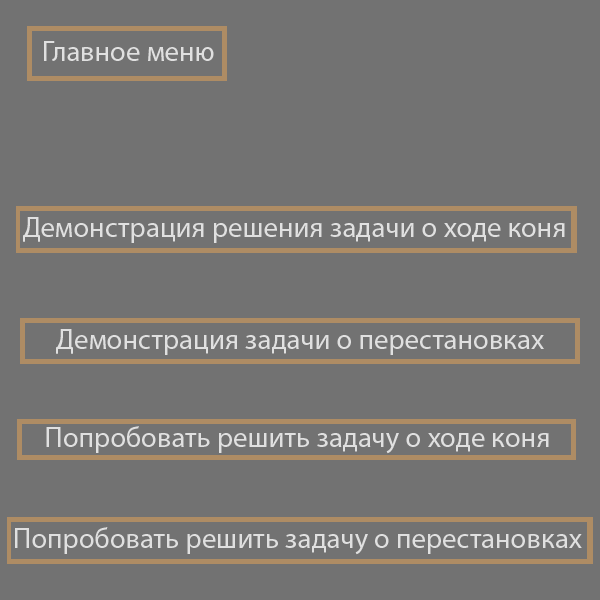 Главное меню
Демонстрация решения задачи о ходе коня
Демонстрация задачи о перестановках
Попробовать решить задачу о ходе коня
Попробовать решить задачу о перестановках